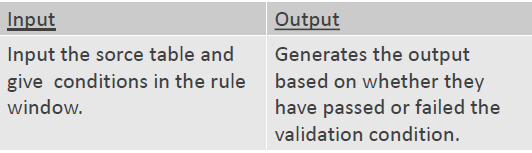 Input
Output
Input the sorce table and
give  conditions in the rule
window.
Generates the output
based on whether they
have passed or failed the
validation condition.